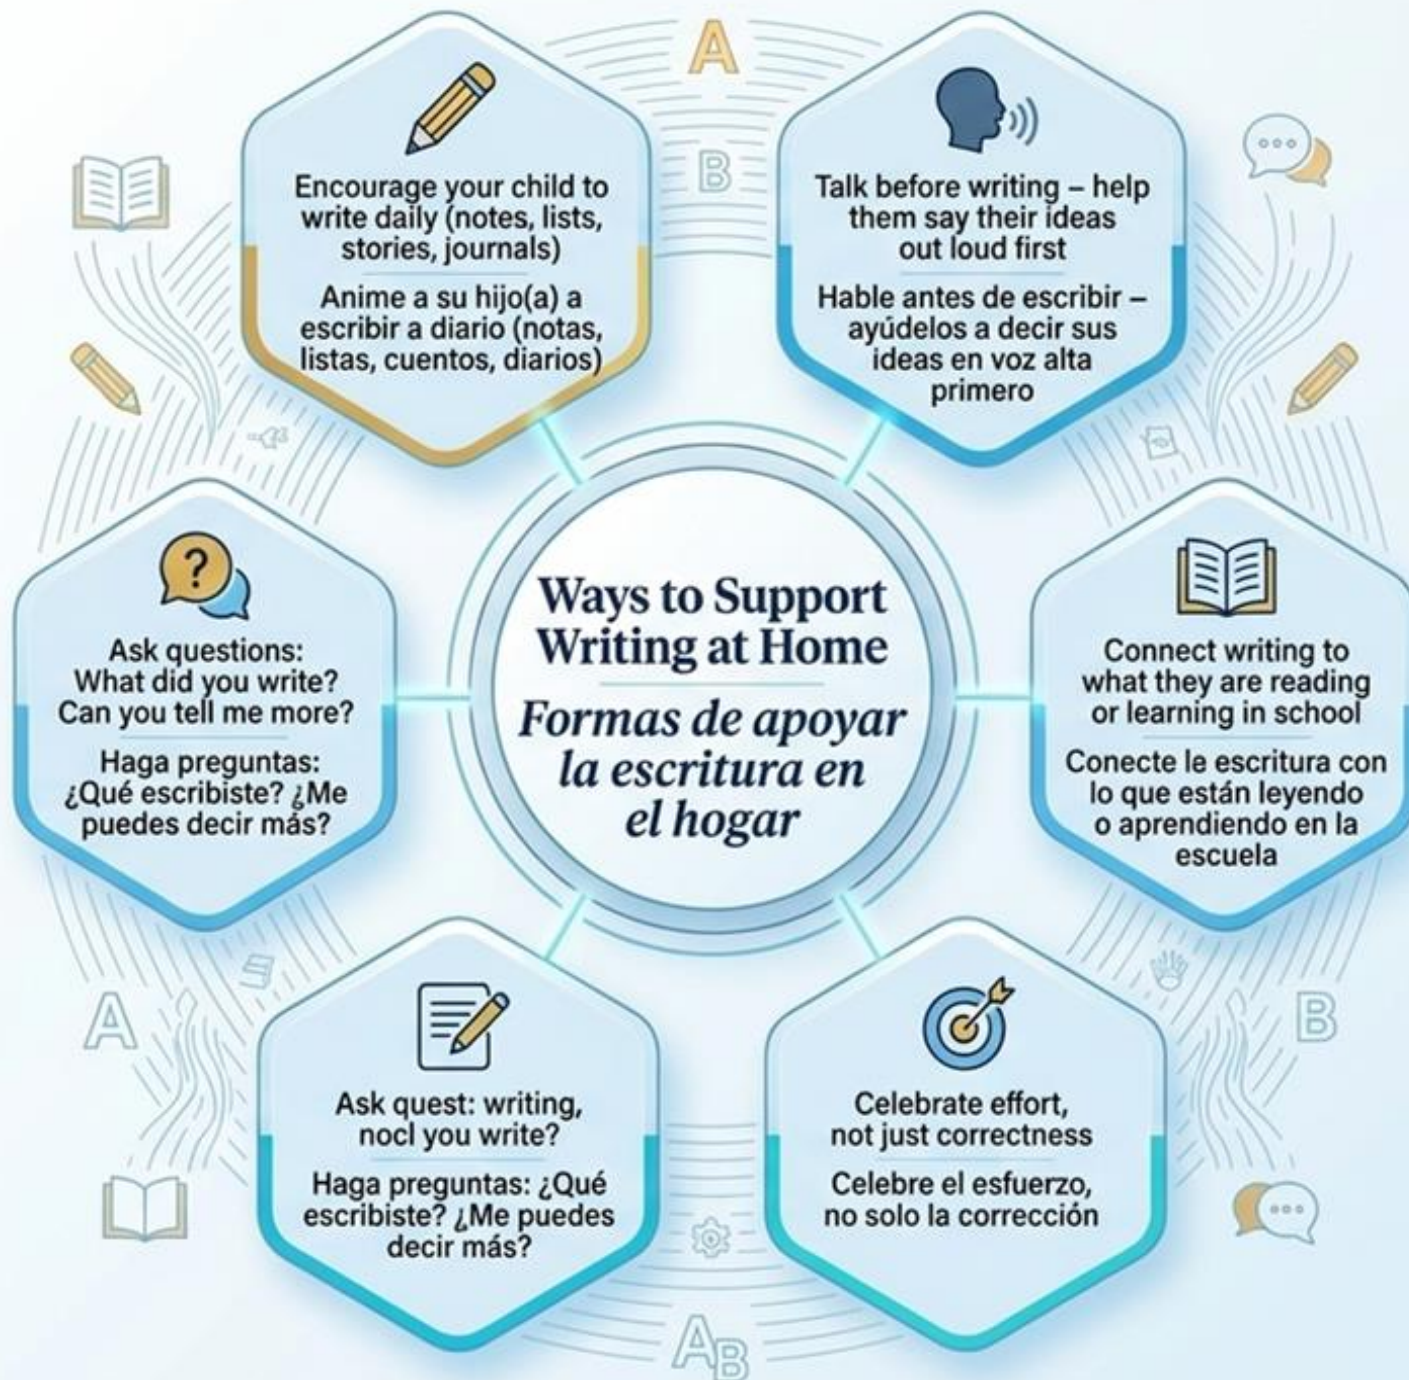 A
B
Encourage your child to
write daily (notes, lists,
stories, journals)
Anime a su hijo(a) a
escribir a diario (notas,
listas, cuentos, diarios)
Talk before writing – help
them say their ideas
out loud first
Hable antes de escribir –
ayúdelos a decir sus
ideas en voz alta
primero
Ways to Support
Writing at Home
Formas de apoyar
la escritura en
el hogar
?
Ask questions:
What did you write?
Can you tell me more?
Haga preguntas:
¿Qué escribiste? ¿Me
puedes decir más?
Connect writing to
what they are reading
or learning in school
Conecte le escritura con
lo que están leyendo
o aprendiendo en la
escuela
Ask quest: writing,
nocl you write?
Haga preguntas: ¿Qué
escribiste? ¿Me puedes
decir más?
Celebrate effort,
not just correctness
Celebre el esfuerzo,
no solo la corrección
A
B
AB